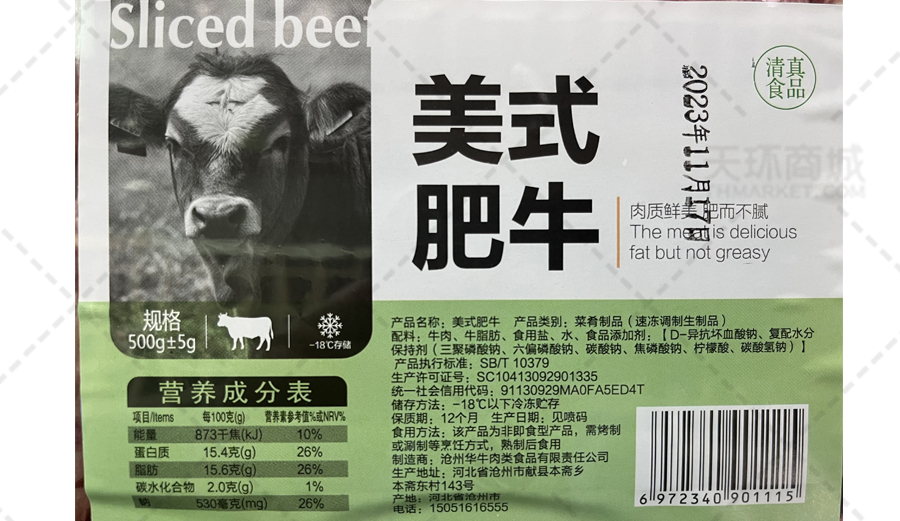 Sliced beef
美式
肥牛
清真
食品
2023年11月17日
天环商城
THMARKET.COM
肉质鲜美 肥而不腻
The meat is delicious
fat but not greasy
规格
500g±5g
-18℃存储
营养成分表
项目/Items 每100克(g) 营养素参考值%或NRV%
能量 873千焦(kJ) 10%
蛋白质 15.4克(g) 26%
脂肪 15.6克(g) 26%
碳水化合物 2.0克(g) 1%
钠 530毫克(mg) 26%
产品名称：美式肥牛 产品类别：菜肴制品（速冻调制生制品）
配料：牛肉、牛脂肪、食用盐、水、食品添加剂：【D-异抗坏血酸钠、复配水分
保持剂（三聚磷酸钠、六偏磷酸钠、碳酸钠、焦磷酸钠、柠檬酸、碳酸氢钠）】
产品执行标准：SB/T 10379
生产许可证号：SC10413092901335
统一社会信用代码：91130929MA0FA5ED4T
储存方法：-18℃以下冷冻贮存
保质期：12个月 生产日期：见喷码
食用方法：该产品为非即食型产品，需烤制
或涮制等烹饪方式，熟制后食用
制造商：沧州华牛肉类食品有限责任公司
生产地址：河北省沧州市献县本斋乡
本斋东村143号
产地：河北省沧州市
电话：15051616555
6 972340 901115